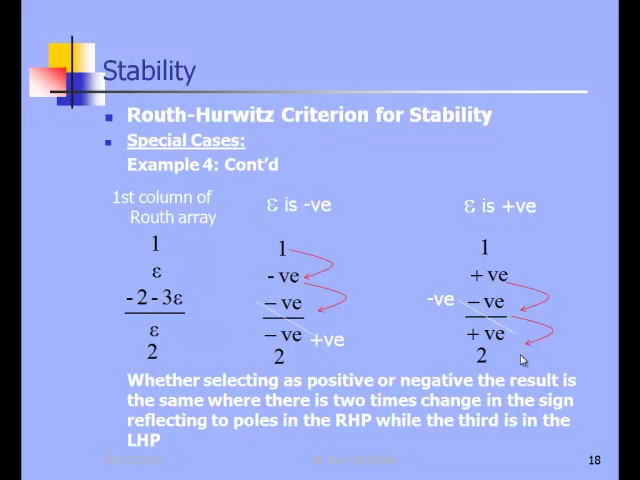 Stability
Routh-Hurwitz Criterion for Stability
Special Cases:
Example 4: Cont'd
1st column of
Routh array
1
ε
- 2 - 3ε
ε
2
ε is -ve
1
- ve
– ve
– ve
+ve
2
ε is +ve
1
+ ve
-ve
– ve
+ ve
2
Whether selecting as positive or negative the result is
the same where there is two times change in the sign
reflecting to poles in the RHP while the third is in the
LHP
18